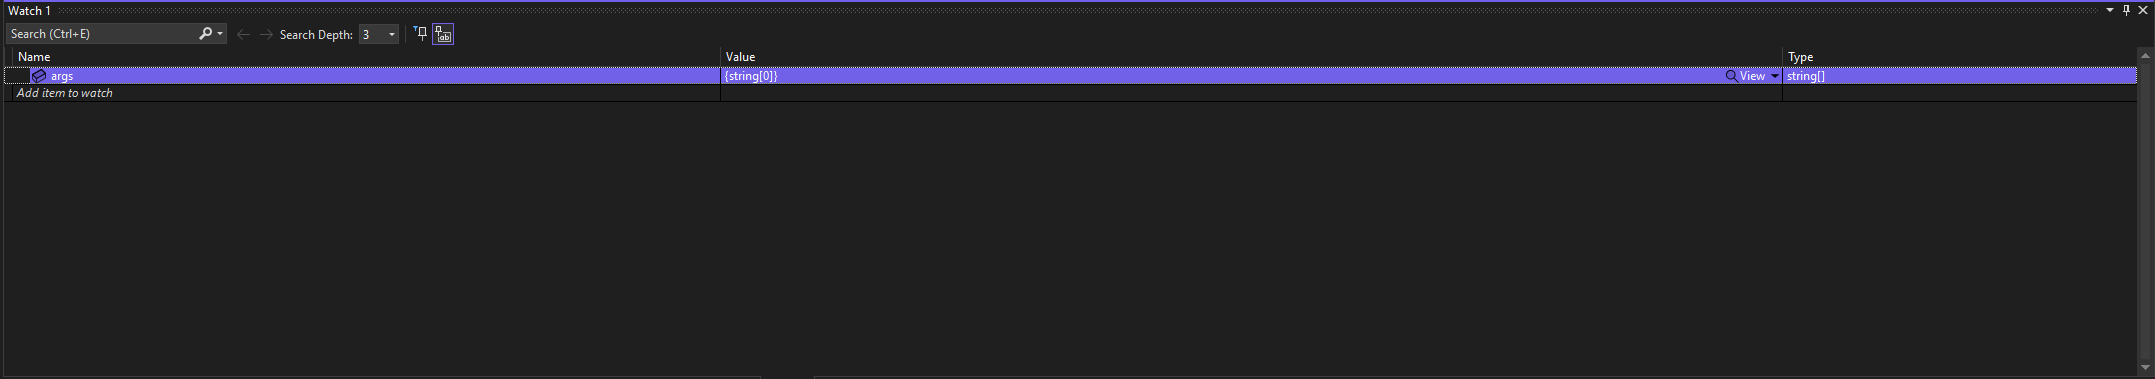 Watch 1
Search (Ctrl+E) Search Depth: 3 ab
Name Value Type
args {string[0]} View string[]
Add item to watch